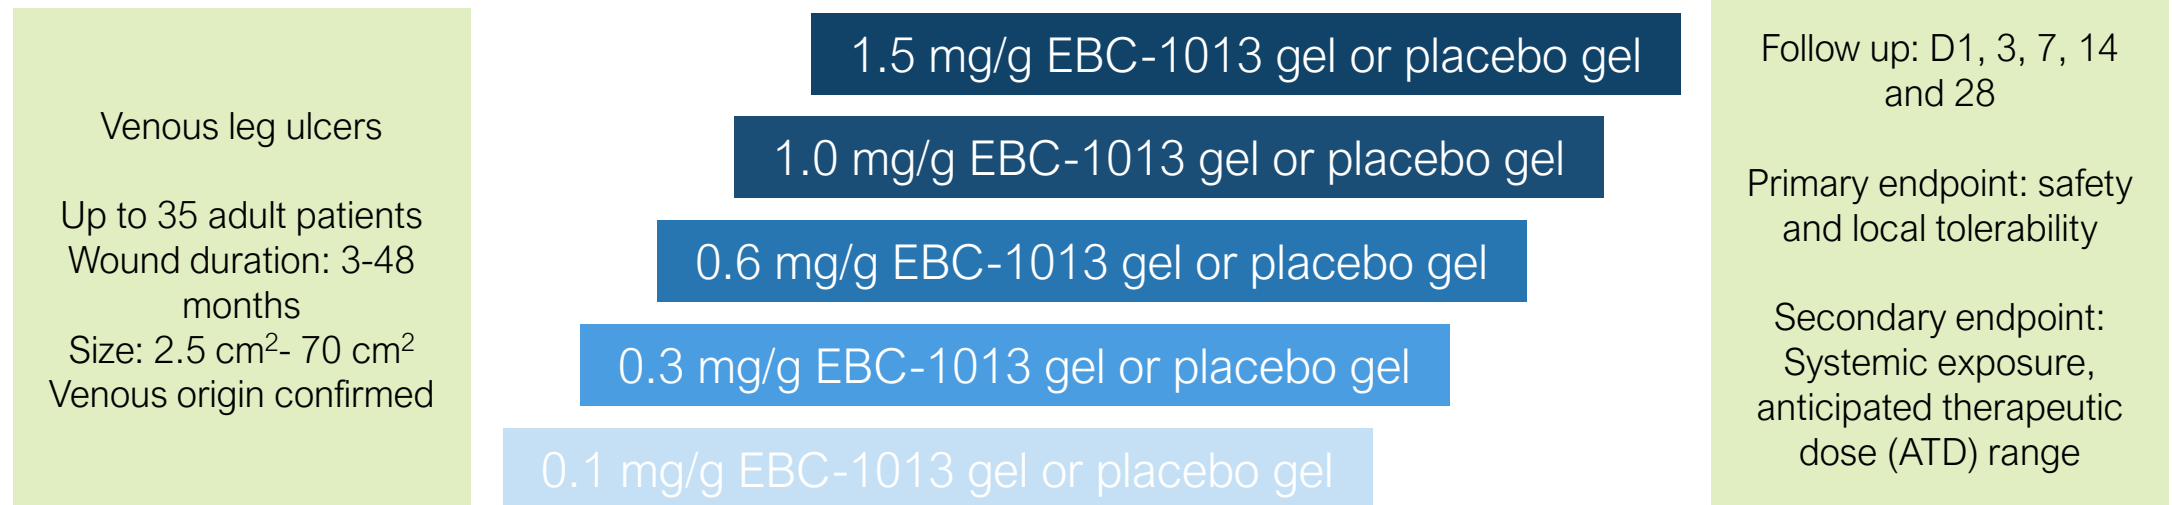 Venous leg ulcers
Up to 35 adult patients
Wound duration: 3-48
months
Size: 2.5 cm²- 70 cm²
Venous origin confirmed
1.5 mg/g EBC-1013 gel or placebo gel
1.0 mg/g EBC-1013 gel or placebo gel
0.6 mg/g EBC-1013 gel or placebo gel
0.3 mg/g EBC-1013 gel or placebo gel
0.1 mg/g EBC-1013 gel or placebo gel
Follow up: D1, 3, 7, 14
and 28
Primary endpoint: safety
and local tolerability
Secondary endpoint:
Systemic exposure,
anticipated therapeutic
dose (ATD) range